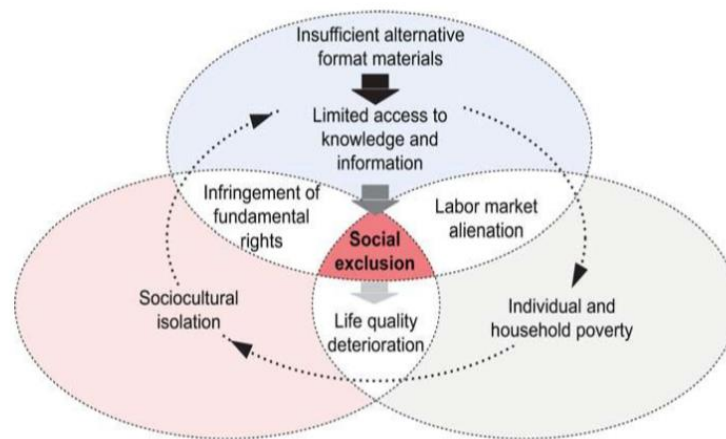 Insufficient alternative
format materials
Limited access to
knowledge and
information
Infringement of
fundamental
rights
Labor market
alienation
Social
exclusion
Sociocultural
isolation
Life quality
deterioration
Individual and
household poverty